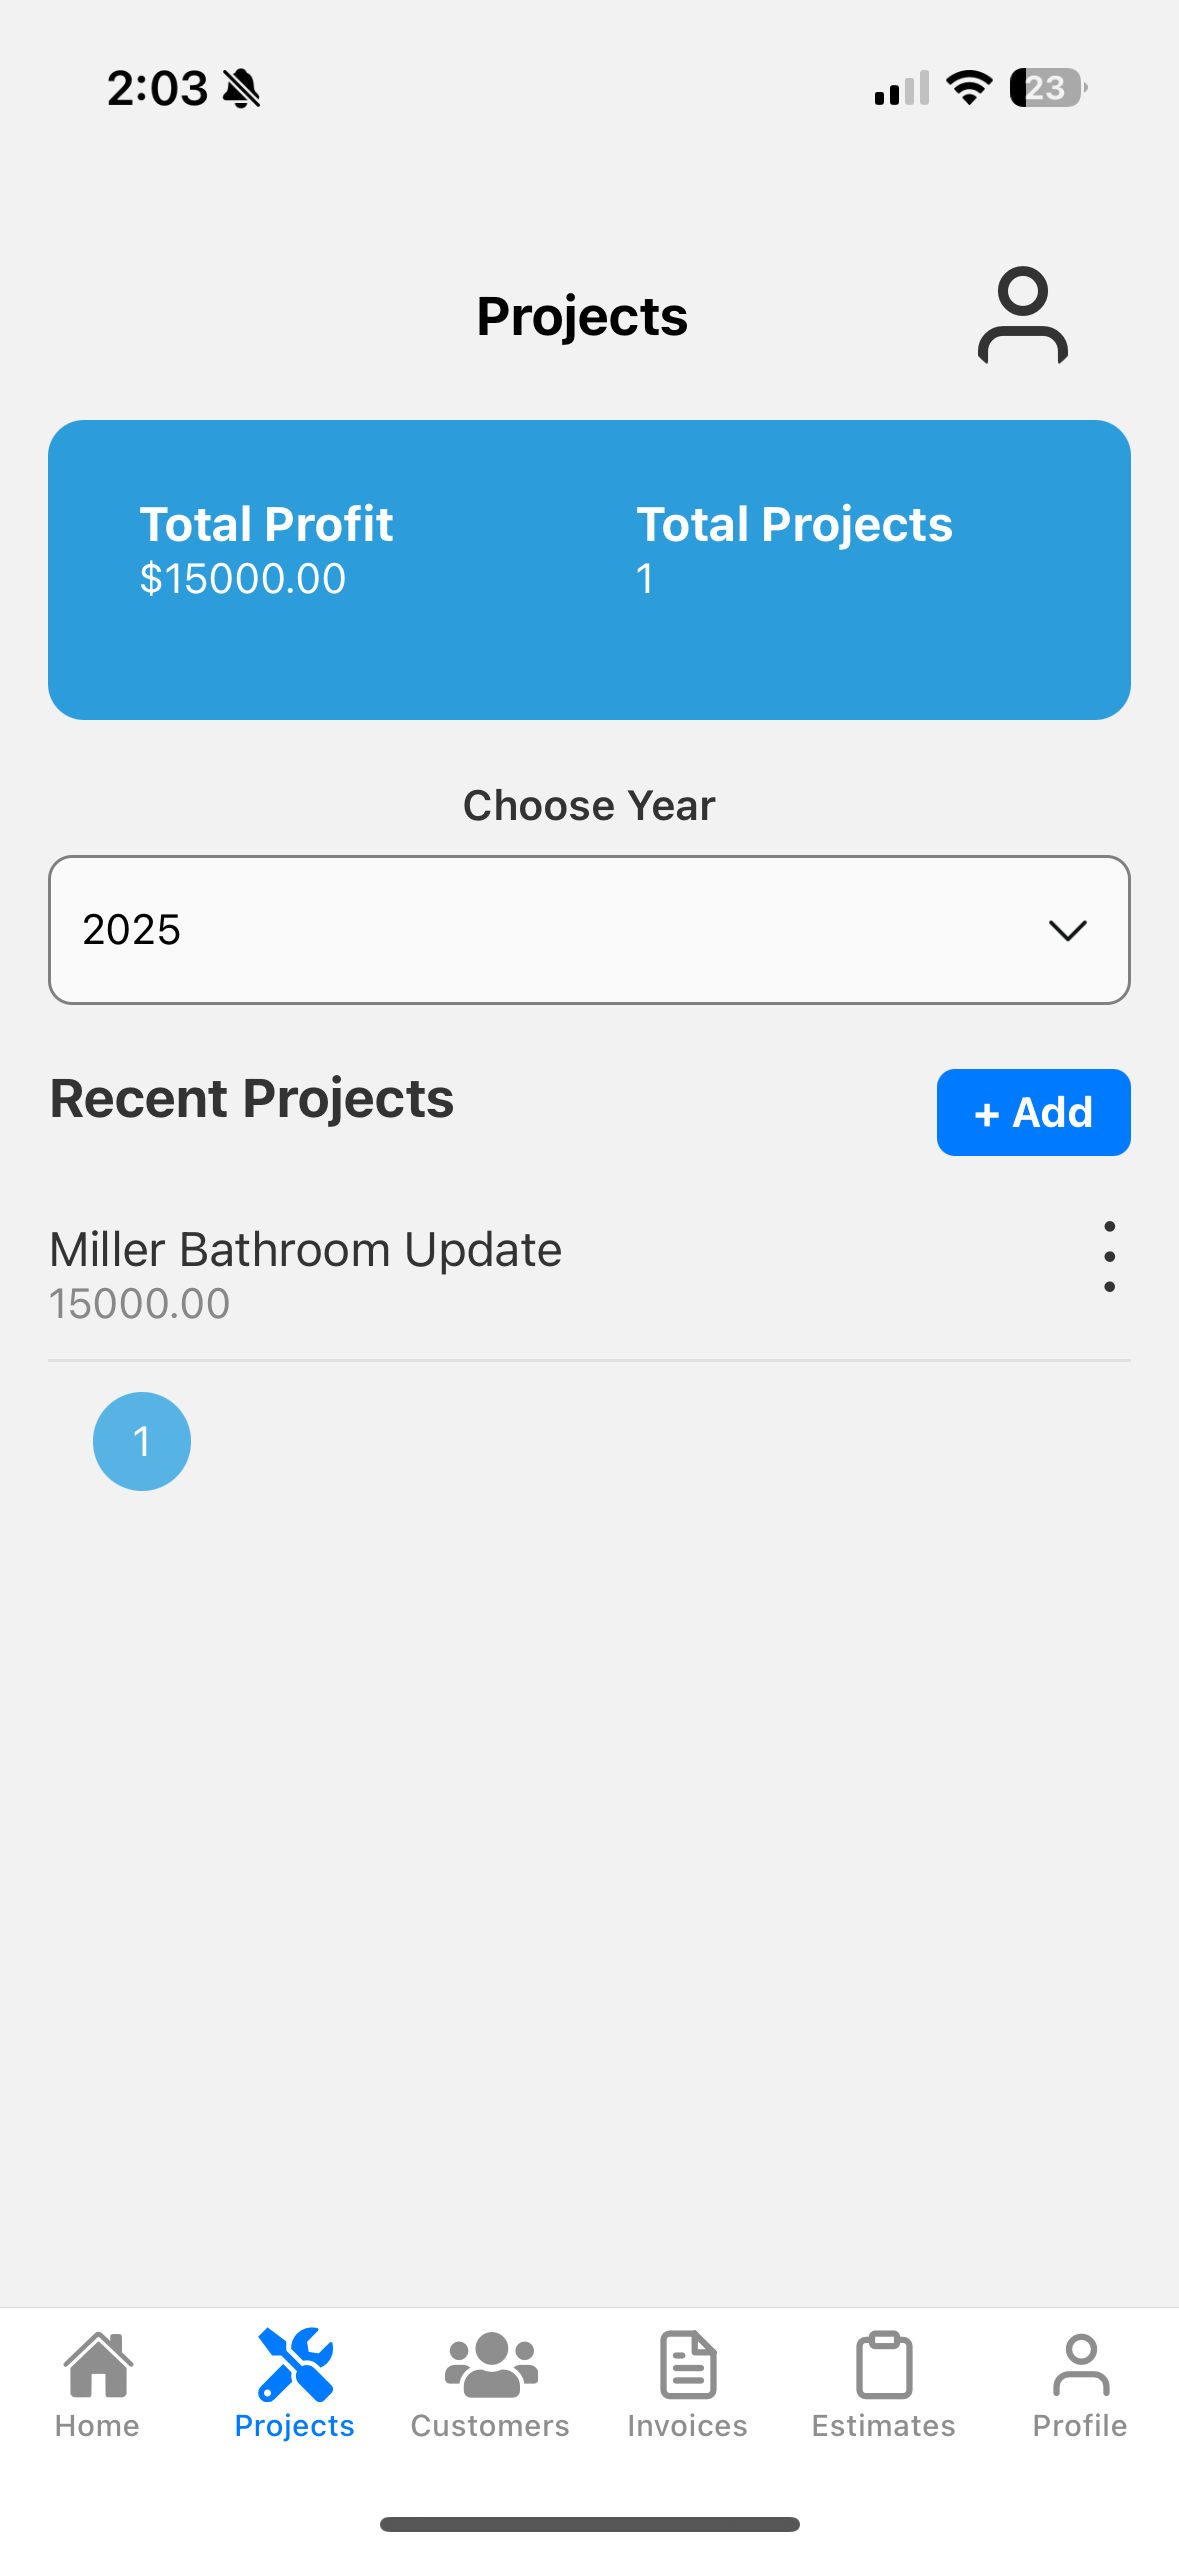 2:03
23
Projects
Total Profit
$15000.00
Total Projects
1
Choose Year
2025
Recent Projects
+ Add
Miller Bathroom Update
15000.00
1
Home
Projects
Customers
Invoices
Estimates
Profile